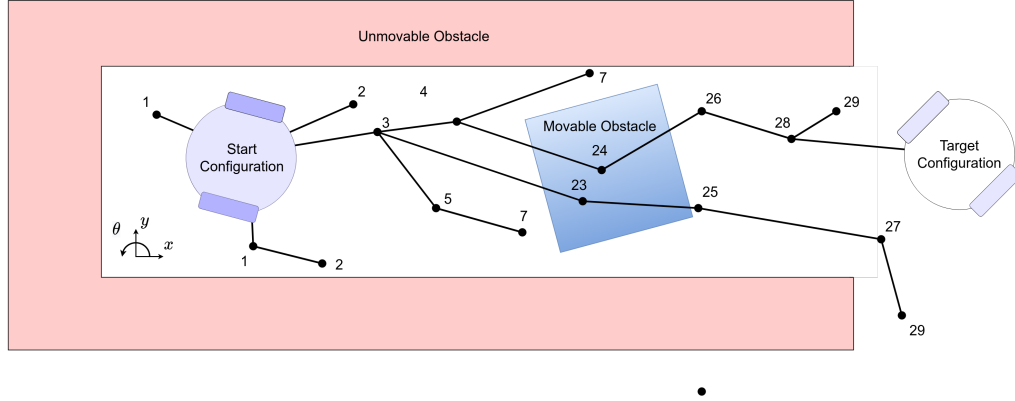 Unmovable Obstacle
1
2
4
7
26
29
3
Movable Obstacle
28
Start
Configuration
24
Target
Configuration
5
23
25
7
θ
y
x
27
1
2
29